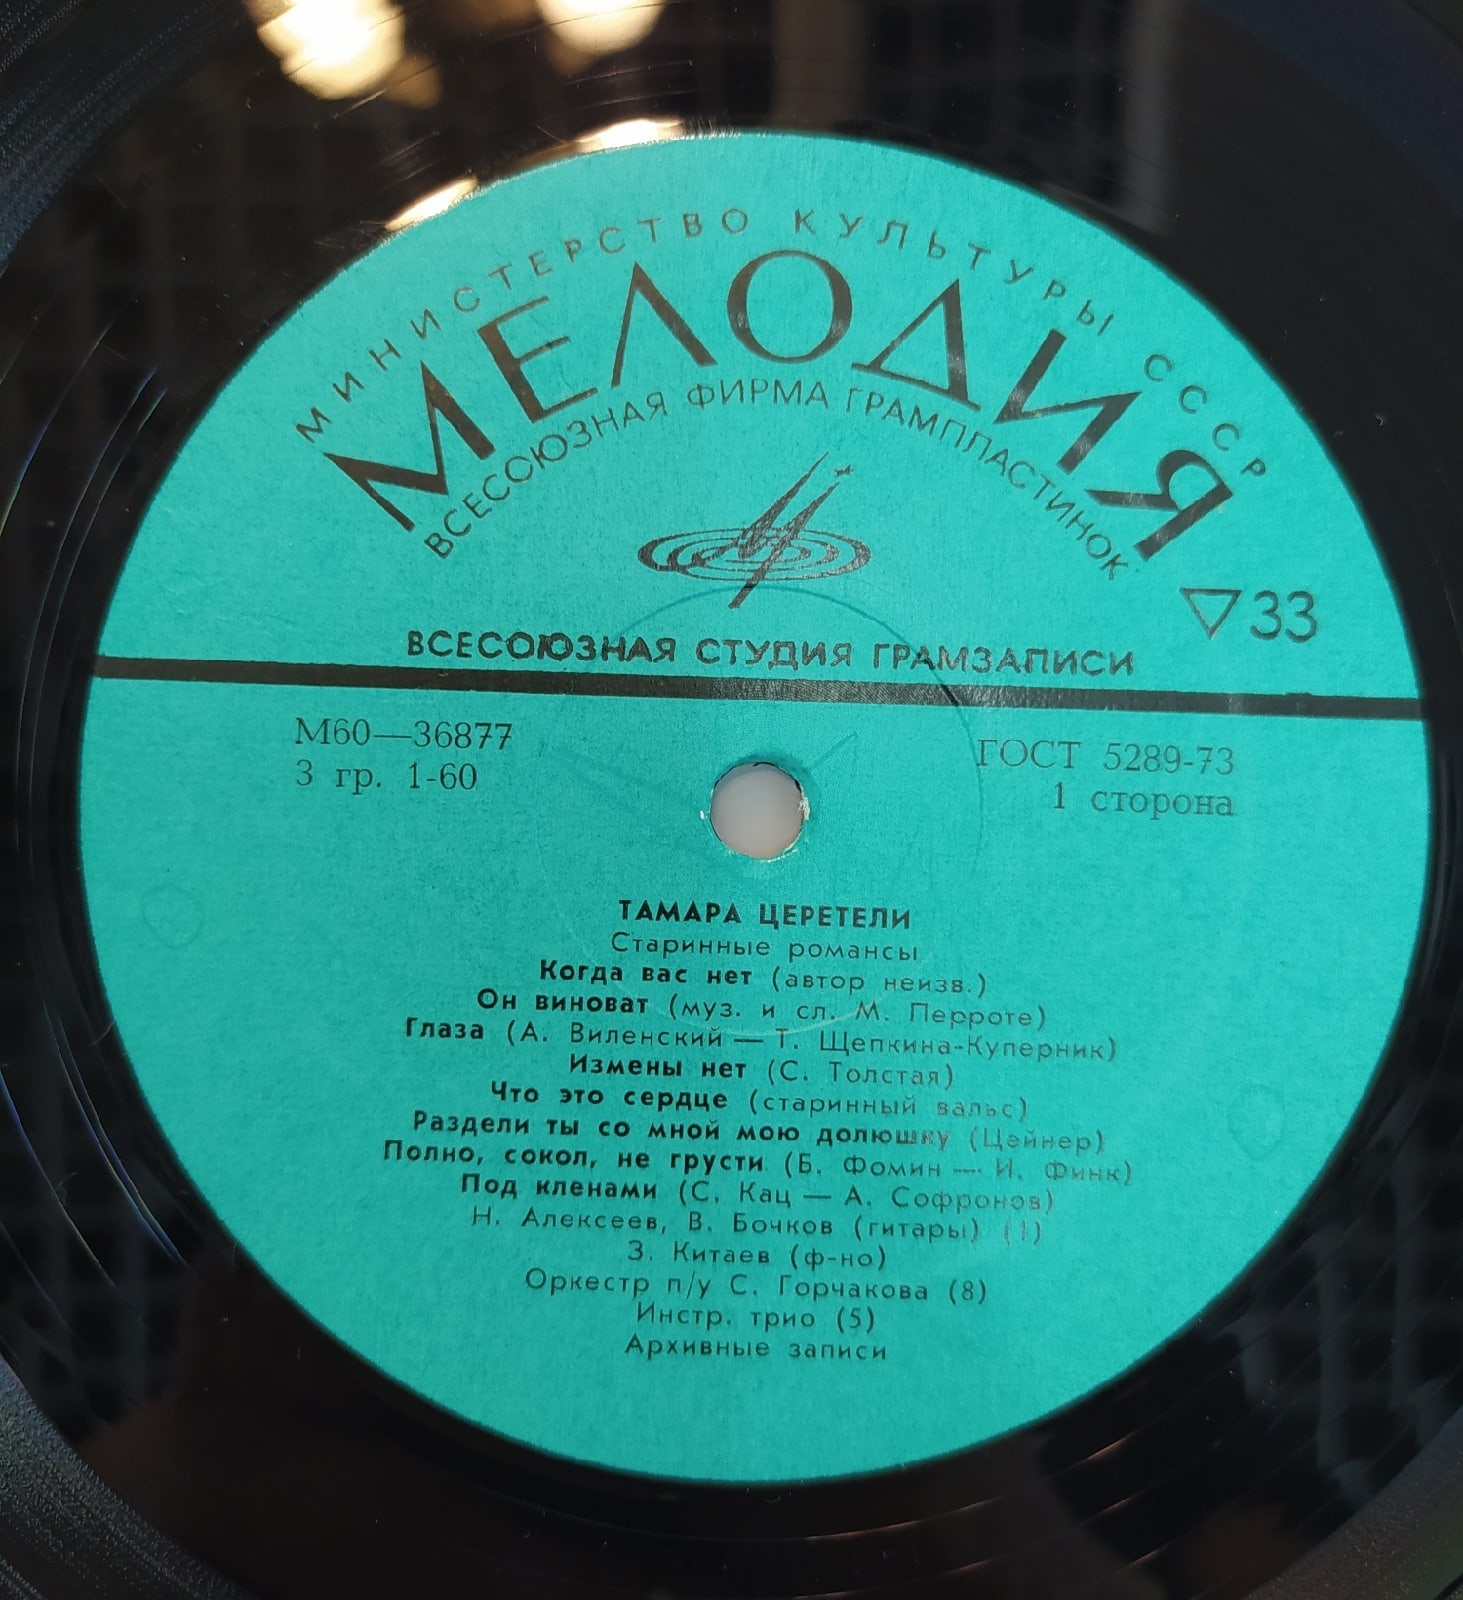 МИНИСТЕРСТВО КУЛЬТУРЫ СССР
МЕЛОДИЯ
ВСЕСОЮЗНАЯ ФИРМА ГРАМПЛАСТИНОК
▽33
ВСЕСОЮЗНАЯ СТУДИЯ ГРАМЗАПИСИ
М60—36877
ГОСТ 5289-73
3 гр. 1-60
1 сторона
ТАМАРА ЦЕРЕТЕЛИ
Старинные романсы
Когда вас нет (автор неизв.)
Он виноват (муз. и сл. М. Перроте)
Глаза (А. Виленский — Т. Щепкина-Куперник)
Измены нет (С. Толстая)
Что это сердце (старинный вальс)
Раздели ты со мной мою долюшку (Цейнер)
Полно, сокол, не грусти (Б. Фомин — И. Финк)
Под кленами (С. Кац — А. Софронов)
Н. Алексеев, В. Бочков (гитары) (1)
З. Китаев (ф-но)
Оркестр п/у С. Горчакова (8)
Инстр. трио (5)
Архивные записи